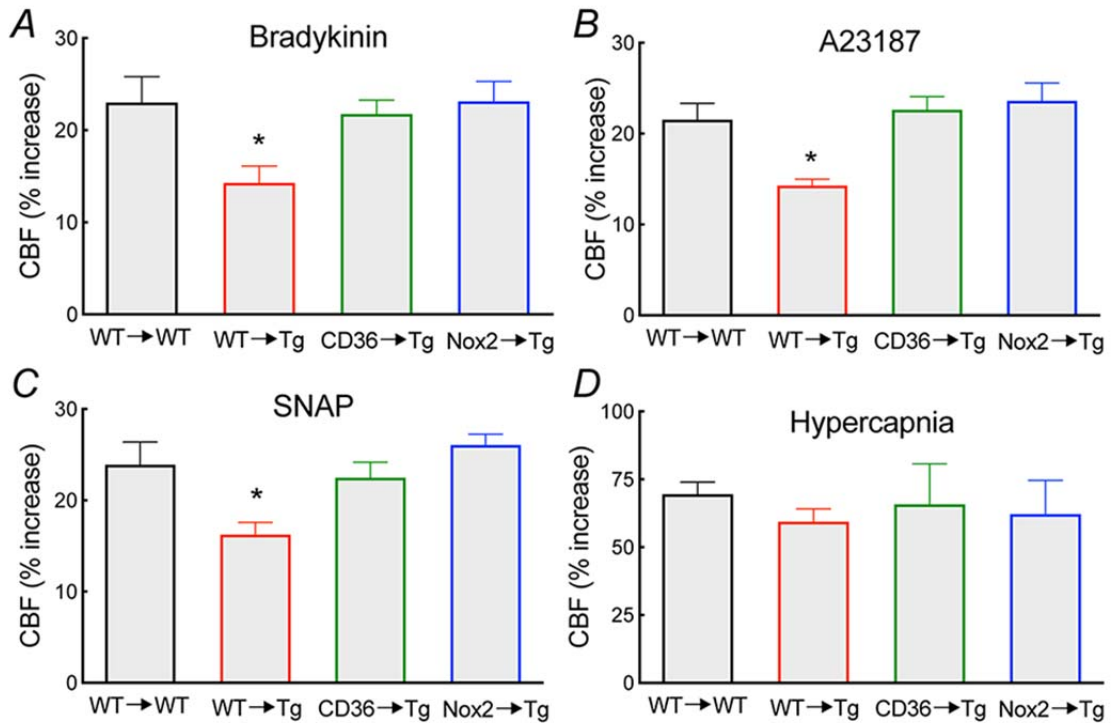 A
Bradykinin
CBF (% increase)
30
20
10
0
*
WT→WT WT→Tg CD36→Tg Nox2→Tg
B
A23187
CBF (% increase)
30
20
10
0
*
WT→WT WT→Tg CD36→Tg Nox2→Tg
C
SNAP
CBF (% increase)
30
20
10
0
*
WT→WT WT→Tg CD36→Tg Nox2→Tg
D
Hypercapnia
CBF (% increase)
100
75
50
25
0
WT→WT WT→Tg CD36→Tg Nox2→Tg